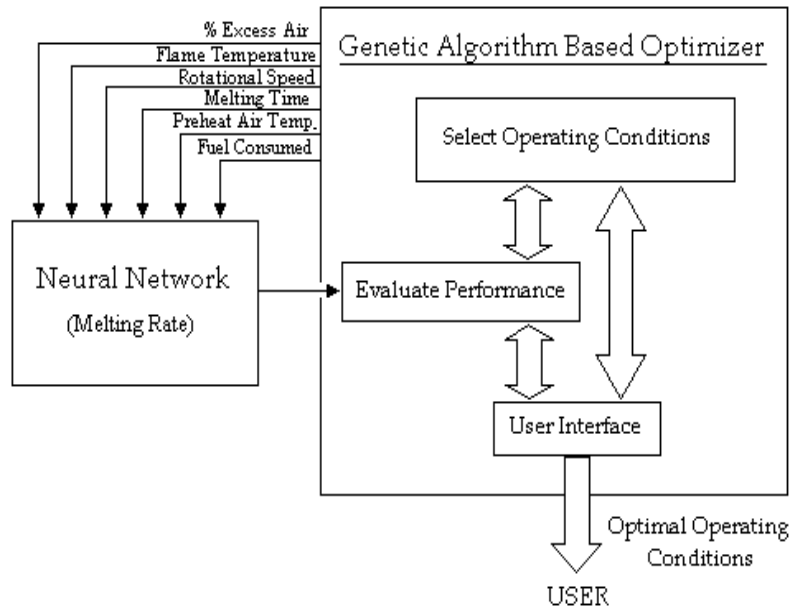 % Excess Air
Flame Temperature
Rotational Speed
Melting Time
Preheat Air Temp.
Fuel Consumed
Genetic Algorithm Based Optimizer
Select Operating Conditions
Neural Network
(Melting Rate)
Evaluate Performance
User Interface
Optimal Operating
Conditions
USER